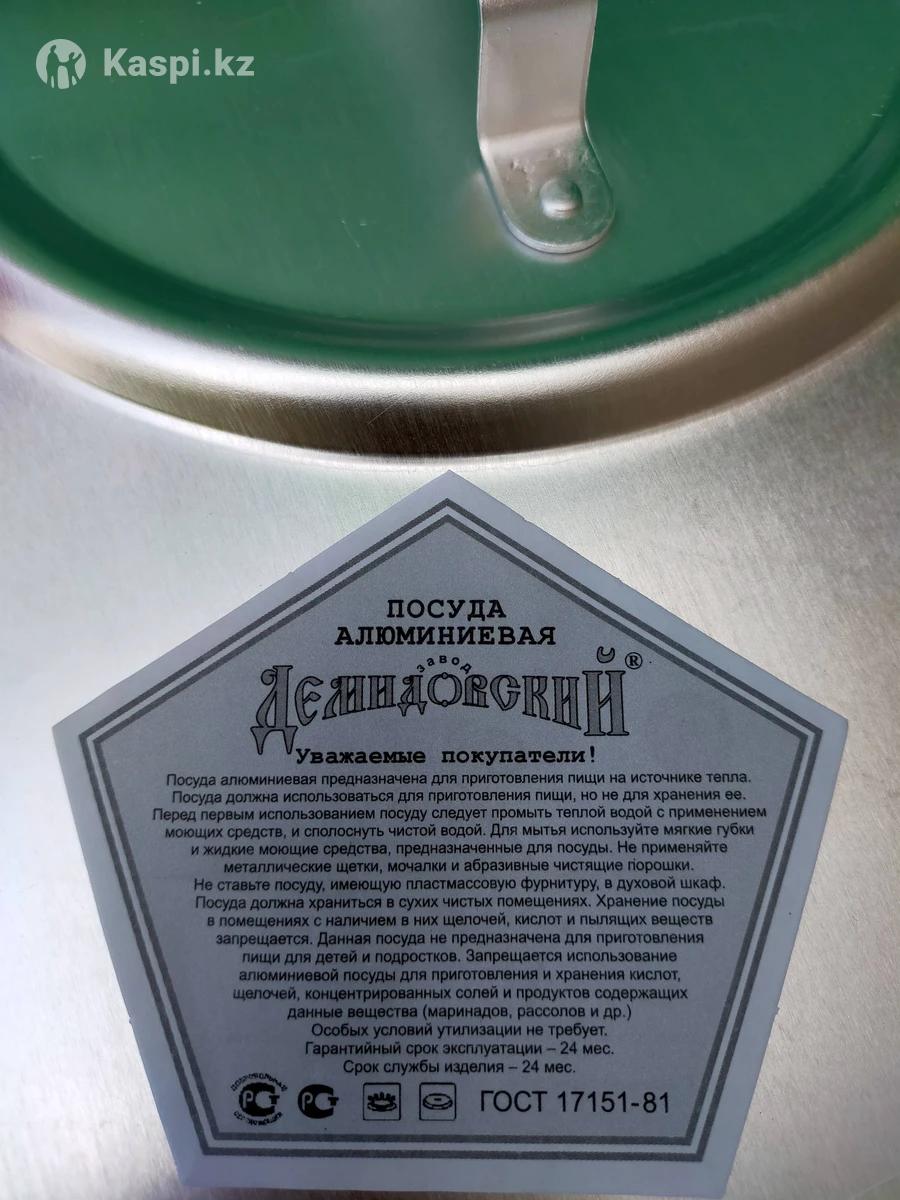 Kaspi.kz
ПОСУДА
АЛЮМИНИЕВАЯ
завод
Демидовский®
Уважаемые покупатели!
Посуда алюминиевая предназначена для приготовления пищи на источнике тепла.
Посуда должна использоваться для приготовления пищи, но не для хранения ее.
Перед первым использованием посуду следует промыть теплой водой с применением
моющих средств, и сполоснуть чистой водой. Для мытья используйте мягкие губки
и жидкие моющие средства, предназначенные для посуды. Не применяйте
металлические щетки, мочалки и абразивные чистящие порошки.
Не ставьте посуду, имеющую пластмассовую фурнитуру, в духовой шкаф.
Посуда должна храниться в сухих чистых помещениях. Хранение посуды
в помещениях с наличием в них щелочей, кислот и пылящих веществ
запрещается. Данная посуда не предназначена для приготовления
пищи для детей и подростков. Запрещается использование
алюминиевой посуды для приготовления и хранения кислот,
щелочей, концентрированных солей и продуктов содержащих
данные вещества (маринадов, рассолов и др.)
Особых условий утилизации не требует.
Гарантийный срок эксплуатации – 24 мес.
Срок службы изделия – 24 мес.
ГОСТ 17151-81